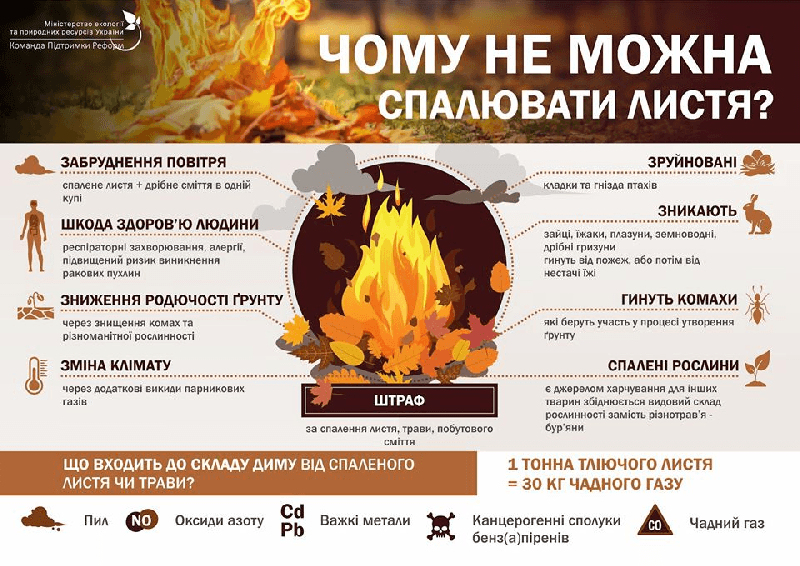 Міністерство екології
та природних ресурсів України
Команда Підтримки Реформ
ЧОМУ НЕ МОЖНА
СПАЛЮВАТИ ЛИСТЯ?
ЗАБРУДНЕННЯ ПОВІТРЯ
спалене листя + дрібне сміття в одній
купі
ШКОДА ЗДОРОВ'Ю ЛЮДИНИ
респіраторні захворювання, алергії,
підвищений ризик виникнення
ракових пухлин
ЗНИЖЕННЯ РОДЮЧОСТІ ҐРУНТУ
через знищення комах та
різноманітної рослинності
ЗМІНА КЛІМАТУ
через додаткові викиди парникових
газів
ЗРУЙНОВАНІ
кладки та гнізда птахів
ЗНИКАЮТЬ
зайці, їжаки, плазуни, земноводні,
дрібні гризуни
гинуть від пожеж, або потім від
нестачі їжі
ГИНУТЬ КОМАХИ
які беруть участь у процесі утворення
ґрунту
СПАЛЕНІ РОСЛИНИ
є джерелом харчування для інших
тварин збіднюється видовий склад
рослинності замість різнотрав'я -
бур'яни
ШТРАФ
за спалення листя, трави, побутового
сміття
ЩО ВХОДИТЬ ДО СКЛАДУ ДИМУ ВІД СПАЛЕНОГО
ЛИСТЯ ЧИ ТРАВИ?
1 ТОННА ТЛІЮЧОГО ЛИСТЯ
= 30 КГ ЧАДНОГО ГАЗУ
Пил
NO
Оксиди азоту
Cd
Pb
Важкі метали
Канцерогенні сполуки
бенз(а)піренів
CO
Чадний газ